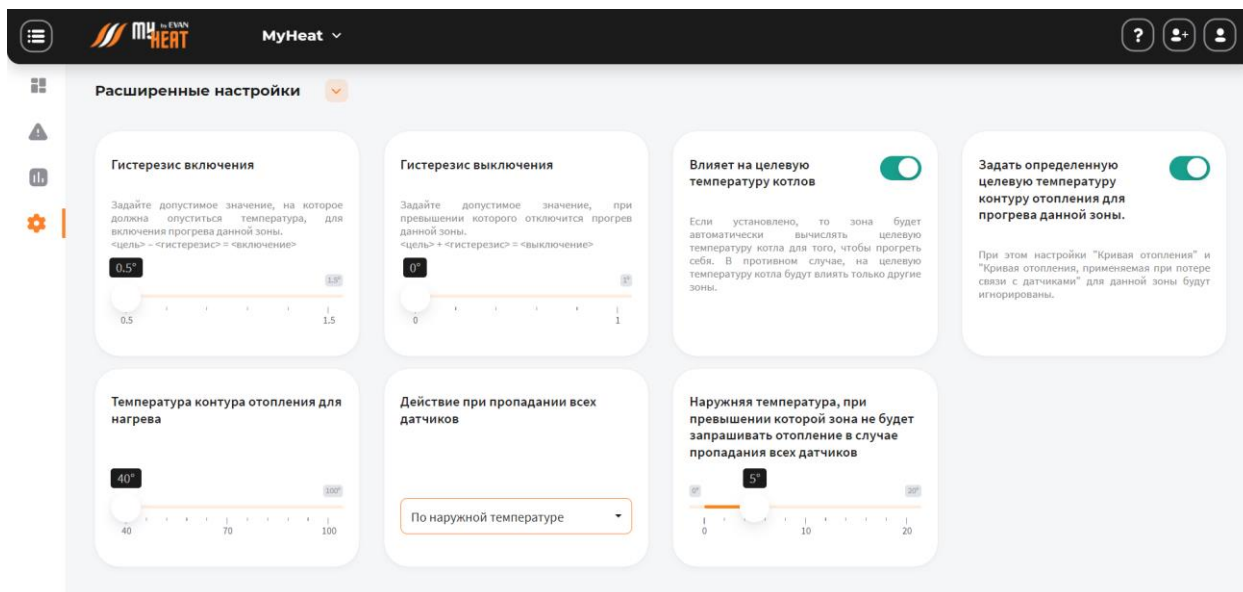 by EVAN
MY HEAT
MyHeat
?
Расширенные настройки
Гистерезис включения
Задайте допустимое значение, на которое
должна опуститься температура, для
включения прогрева данной зоны.
<цель> – <гистерезис> = <включение>
0.5°
1.5°
0.5
1.5
Гистерезис выключения
Задайте допустимое значение, при
превышении которого отключится прогрев
данной зоны.
<цель> + <гистерезис> = <выключение>
0°
1°
0
1
Влияет на целевую
температуру котлов
Если установлено, то зона будет
автоматически вычислять целевую
температуру котла для того, чтобы прогреть
себя. В противном случае, на целевую
температуру котла будут влиять только другие
зоны.
Задать определенную
целевую температуру
контуру отопления для
прогрева данной зоны.
При этом настройки "Кривая отопления" и
"Кривая отопления, применяемая при потере
связи с датчиками" для данной зоны будут
игнорированы.
Температура контура отопления для
нагрева
40°
100°
40
70
100
Действие при пропадании всех
датчиков
По наружной температуре
Наружняя температура, при
превышении которой зона не будет
запрашивать отопление в случае
пропадания всех датчиков
5°
0°
20°
0
10
20